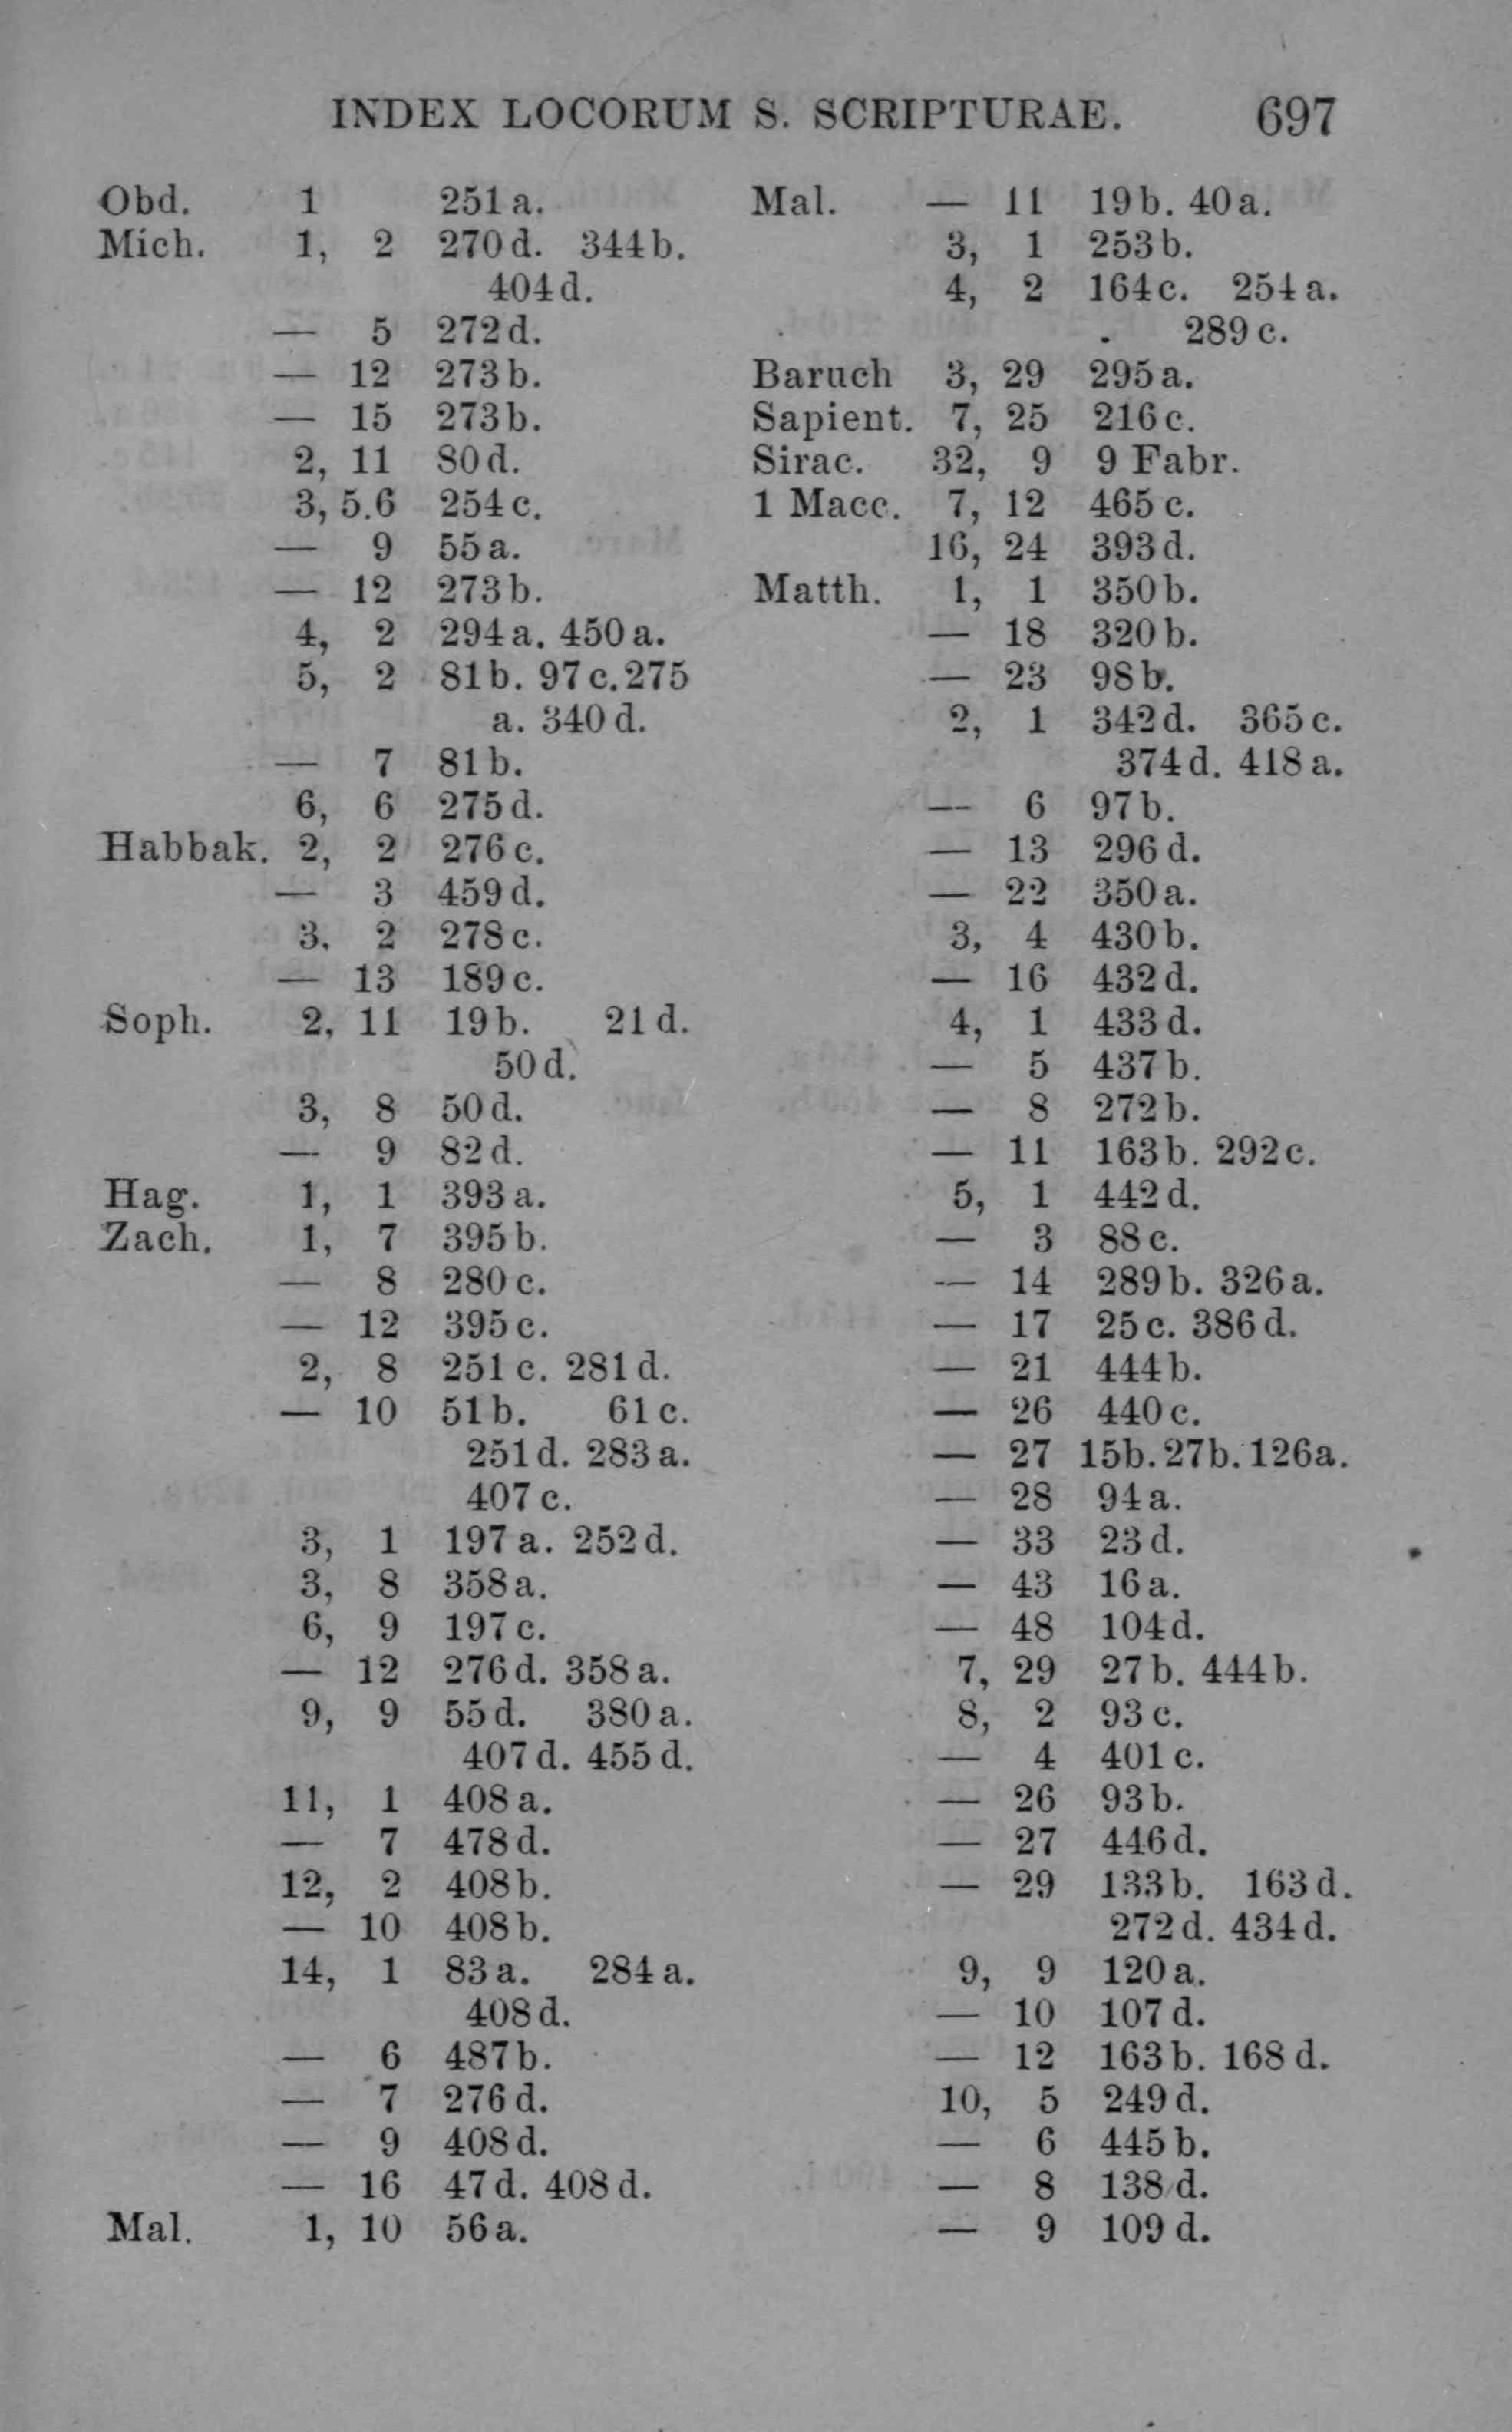 INDEX LOCORUM S. SCRIPTURAE. 697
Obd. 1 251 a.
Mich. 1, 2 270 d. 344 b.
404 d.
— 5 272 d.
— 12 273 b.
— 15 273 b.
2, 11 80 d.
3, 5.6 254 c.
— 9 55 a.
— 12 273 b.
4, 2 294 a. 450 a.
5, 2 81 b. 97 c. 275
a. 340 d.
— 7 81 b.
6, 6 275 d.
Habbak. 2, 2 276 c.
— 3 459 d.
3. 2 278 c.
— 13 189 c.
Soph. 2, 11 19 b. 21 d.
50 d.
3, 8 50 d.
— 9 82 d.
Hag. 1, 1 393 a.
Zach. 1, 7 395 b.
— 8 280 c.
— 12 395 c.
2, 8 251 c. 281 d.
— 10 51 b. 61 c.
251 d. 283 a.
407 c.
3, 1 197 a. 252 d.
3, 8 358 a.
6, 9 197 c.
— 12 276 d. 358 a.
9, 9 55 d. 380 a.
407 d. 455 d.
11, 1 408 a.
— 7 478 d.
12, 2 408 b.
— 10 408 b.
14, 1 83 a. 284 a.
408 d.
— 6 487 b.
— 7 276 d.
— 9 408 d.
— 16 47 d. 408 d.
Mal. 1, 10 56 a.
Mal. — 11 19 b. 40 a.
3, 1 253 b.
4, 2 164 c. 254 a.
289 c.
Baruch 3, 29 295 a.
Sapient. 7, 25 216 c.
Sirac. 32, 9 9 Fabr.
1 Macc. 7, 12 465 c.
16, 24 393 d.
Matth. 1, 1 350 b.
— 18 320 b.
— 23 98 b.
2, 1 342 d. 365 c.
374 d. 418 a.
— 6 97 b.
— 13 296 d.
— 22 350 a.
3, 4 430 b.
— 16 432 d.
4, 1 433 d.
— 5 437 b.
— 8 272 b.
— 11 163 b. 292 c.
5, 1 442 d.
— 3 88 c.
— 14 289 b. 326 a.
— 17 25 c. 386 d.
— 21 444 b.
— 26 440 c.
— 27 15 b. 27 b. 126 a.
— 28 94 a.
— 33 23 d.
— 43 16 a.
— 48 104 d.
7, 29 27 b. 444 b.
8, 2 93 c.
— 4 401 c.
— 26 93 b.
— 27 446 d.
— 29 133 b. 163 d.
272 d. 434 d.
9, 9 120 a.
— 10 107 d.
— 12 163 b. 168 d.
10, 5 249 d.
— 6 445 b.
— 8 138 d.
— 9 109 d.